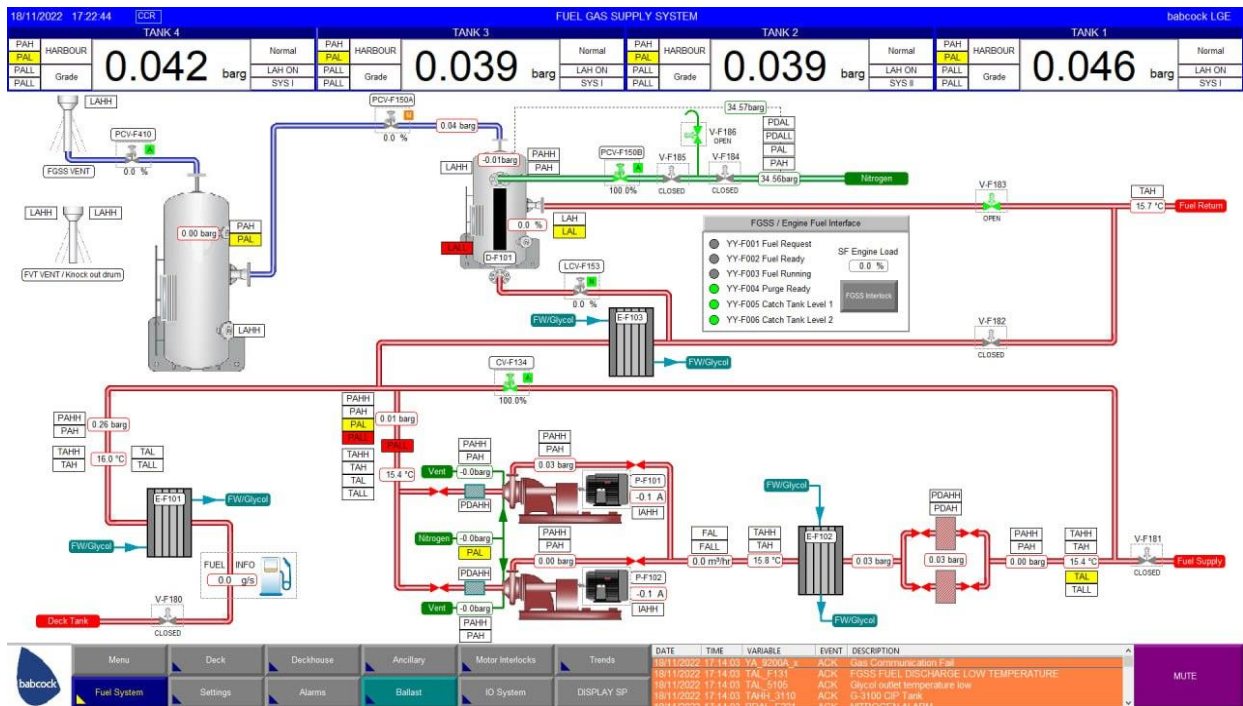 18/11/2022 17:22:44 CCR FUEL GAS SUPPLY SYSTEM babcock LGE
TANK 4 TANK 3 TANK 2 TANK 1
PAH HARBOUR 0.042 barg Normal
PAL LAH ON
PALL Grade SYS I
PALL
PAH HARBOUR 0.039 barg Normal
PAL LAH ON
PALL Grade SYS I
PALL
PAH HARBOUR 0.039 barg Normal
PAL LAH ON
PALL Grade SYS II
PALL
PAH HARBOUR 0.046 barg Normal
PAL LAH ON
PALL Grade SYS I
PALL
LAHH
PCV-F410
A
0.0 %
FGSS VENT
LAHH LAHH
FVT VENT / Knock out drum
0.00 barg
PAH
PAL
LAHH
PCV-F150A
M
0.0 %
0.04 barg
-0.01barg
LAHH
PAHH
PAH
0.0 %
LAH
LAL
LALL
D-F101
34.57barg
PCV-F150B
A
100.0%
V-F185
CLOSED
V-F186
OPEN
V-F184
CLOSED
PDAL
PDALL
PAL
PAH
34.56barg
Nitrogen
V-F183
OPEN
TAH
15.7 °C
Fuel Return
LCV-F153
0.0 %
FGSS / Engine Fuel Interface
YY-F001 Fuel Request
YY-F002 Fuel Ready
YY-F003 Fuel Running
YY-F004 Purge Ready
YY-F005 Catch Tank Level 1
YY-F006 Catch Tank Level 2
SF Engine Load
0.0 %
FGSS Interlock
FW/Glycol
E-F103
FW/Glycol
V-F182
CLOSED
CV-F134
A
100.0%
PAHH
PAH
0.26 barg
TAHH
TAH
16.0 °C
TAL
TALL
E-F101
FW/Glycol
FW/Glycol
FUEL INFO
0.0 g/s
V-F180
CLOSED
Deck Tank
PAHH
PAH
PAL
PALL
0.01 barg
PALL
TAHH
TAH
TAL
TALL
15.4 °C
PAHH
PAH
Vent
-0.0barg
PDAHH
PAHH
PAH
0.03 barg
P-F101
-0.1 A
IAHH
Nitrogen
-0.0barg
PAL
PDAHH
PAHH
PAH
0.00 barg
P-F102
-0.1 A
IAHH
Vent
-0.0barg
PAHH
PAH
FAL
FALL
0.0 m³/hr
TAHH
TAH
15.8 °C
FW/Glycol
E-F102
FW/Glycol
0.03 barg
PDAHH
PDAH
0.03 barg
PAHH
PAH
0.00 barg
TAHH
TAH
15.4 °C
TAL
TALL
V-F181
CLOSED
Fuel Supply
babcock
Menu Deck Deckhouse Ancillary Motor Interlocks Trends
Fuel System Settings Alarms Ballast IO System DISPLAY SP
DATE TIME VARIABLE EVENT DESCRIPTION
18/11/2022 17:14:03 YA_9200A_x ACK Gas Communication Fail
18/11/2022 17:14:03 TAL_F131 ACK FGSS FUEL DISCHARGE LOW TEMPERATURE
18/11/2022 17:14:03 TAL_5105 ACK Glycol outlet temperature low
18/11/2022 17:14:03 TAHH_3110 ACK G-3100 CIP Tank
MUTE